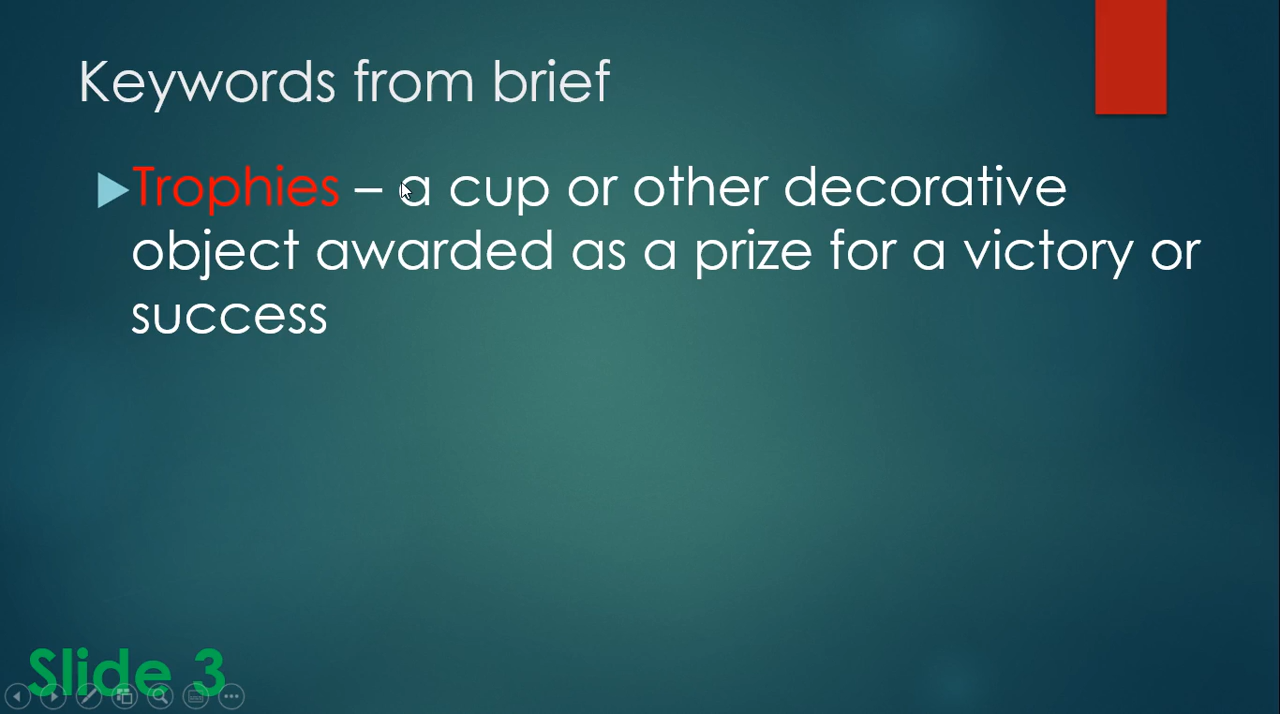 Keywords from brief
Trophies – a cup or other decorative
object awarded as a prize for a victory or
success
Slide 3